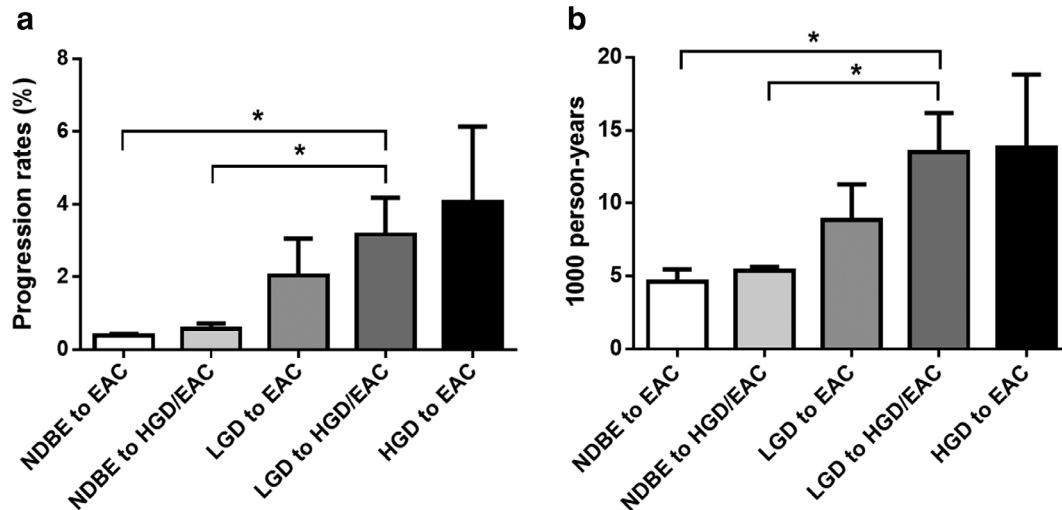 a
Progression rates (%)
8
6
4
2
0
*
*
NDBE to EAC
NDBE to HGD/EAC
LGD to EAC
LGD to HGD/EAC
HGD to EAC
b
1000 person-years
20
15
10
5
0
*
*
NDBE to EAC
NDBE to HGD/EAC
LGD to EAC
LGD to HGD/EAC
HGD to EAC